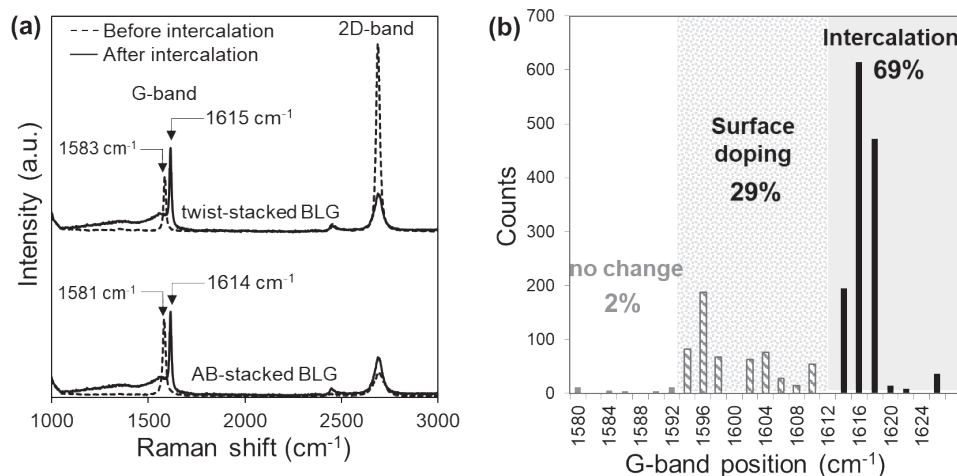 (a)
--- Before intercalation
— After intercalation
2D-band
G-band
1615 cm⁻¹
1583 cm⁻¹
twist-stacked BLG
1614 cm⁻¹
1581 cm⁻¹
AB-stacked BLG
Intensity (a.u.)
1000 1500 2000 2500 3000
Raman shift (cm⁻¹)
(b)
700
600
500
400
300
200
100
0
Counts
Intercalation
69%
Surface
doping
29%
no change
2%
1580 1584 1588 1592 1596 1600 1604 1608 1612 1616 1620 1624
G-band position (cm⁻¹)